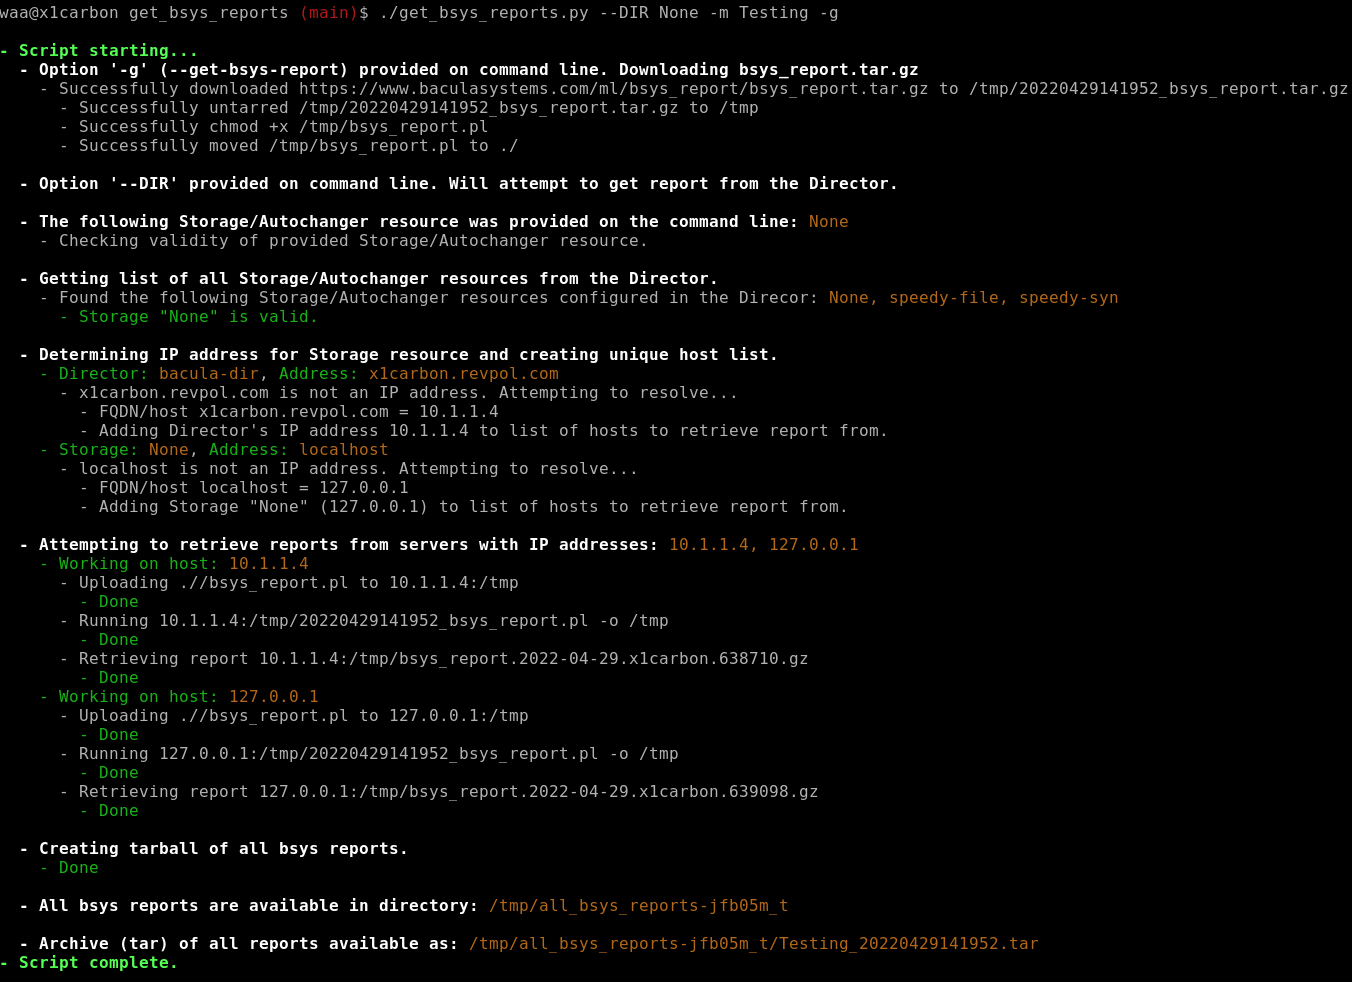 waa@x1carbon get_bsys_reports (main)$ ./get_bsys_reports.py --DIR None -m Testing -g
- Script starting...
- Option '-g' (--get-bsys-report) provided on command line. Downloading bsys_report.tar.gz
- Successfully downloaded https://www.baculasystems.com/ml/bsys_report/bsys_report.tar.gz to /tmp/20220429141952_bsys_report.tar.gz
- Successfully untarred /tmp/20220429141952_bsys_report.tar.gz to /tmp
- Successfully chmod +x /tmp/bsys_report.pl
- Successfully moved /tmp/bsys_report.pl to ./
- Option '--DIR' provided on command line. Will attempt to get report from the Director.
- The following Storage/Autochanger resource was provided on the command line: None
- Checking validity of provided Storage/Autochanger resource.
- Getting list of all Storage/Autochanger resources from the Director.
- Found the following Storage/Autochanger resources configured in the Direcor: None, speedy-file, speedy-syn
- Storage "None" is valid.
- Determining IP address for Storage resource and creating unique host list.
- Director: bacula-dir, Address: x1carbon.revpol.com
- x1carbon.revpol.com is not an IP address. Attempting to resolve...
- FQDN/host x1carbon.revpol.com = 10.1.1.4
- Adding Director's IP address 10.1.1.4 to list of hosts to retrieve report from.
- Storage: None, Address: localhost
- localhost is not an IP address. Attempting to resolve...
- FQDN/host localhost = 127.0.0.1
- Adding Storage "None" (127.0.0.1) to list of hosts to retrieve report from.
- Attempting to retrieve reports from servers with IP addresses: 10.1.1.4, 127.0.0.1
- Working on host: 10.1.1.4
- Uploading .//bsys_report.pl to 10.1.1.4:/tmp
- Done
- Running 10.1.1.4:/tmp/20220429141952_bsys_report.pl -o /tmp
- Done
- Retrieving report 10.1.1.4:/tmp/bsys_report.2022-04-29.x1carbon.638710.gz
- Done
- Working on host: 127.0.0.1
- Uploading .//bsys_report.pl to 127.0.0.1:/tmp
- Done
- Running 127.0.0.1:/tmp/20220429141952_bsys_report.pl -o /tmp
- Done
- Retrieving report 127.0.0.1:/tmp/bsys_report.2022-04-29.x1carbon.639098.gz
- Done
- Creating tarball of all bsys reports.
- Done
- All bsys reports are available in directory: /tmp/all_bsys_reports-jfb05m_t
- Archive (tar) of all reports available as: /tmp/all_bsys_reports-jfb05m_t/Testing_20220429141952.tar
- Script complete.